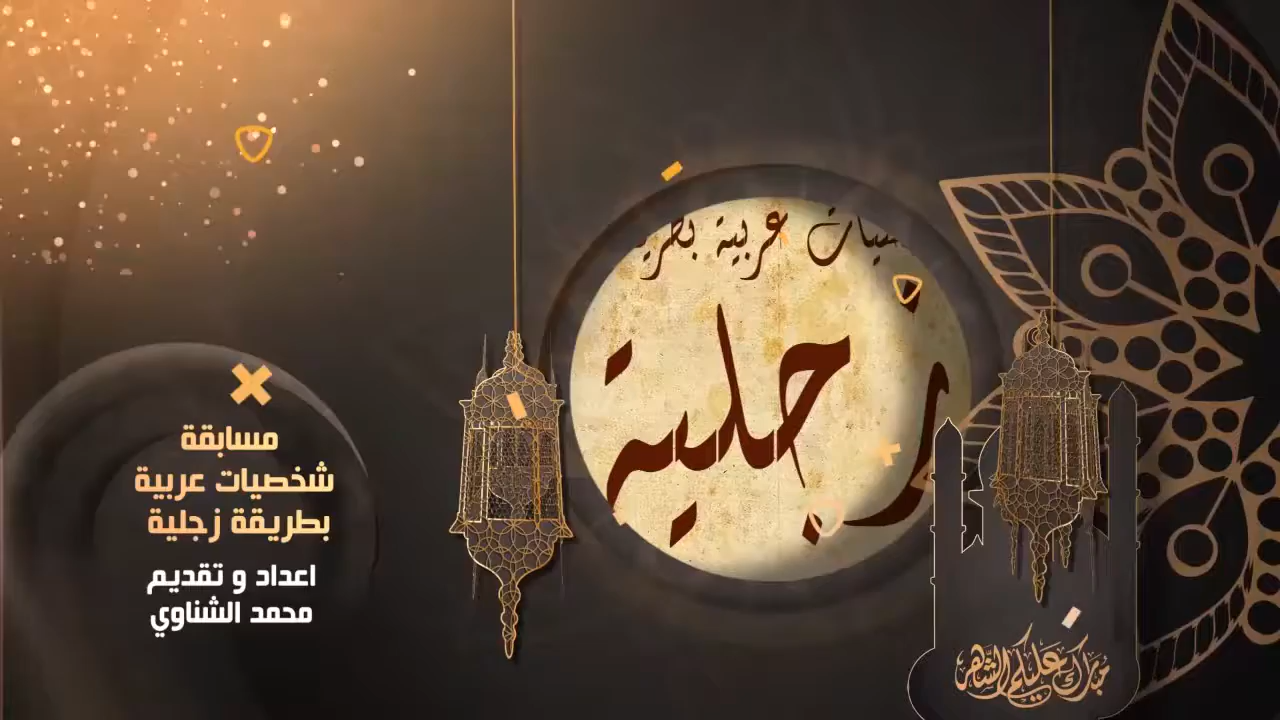 مسابقة
شخصيات عربية
بطريقة زجلية
اعداد و تقديم
محمد الشناوي
عربية
زجلية
مبارك عليكم الشهر